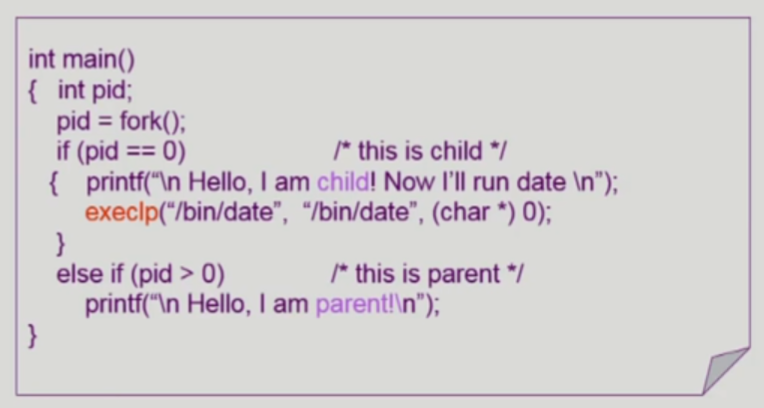 int main()
{ int pid;
pid = fork();
if (pid == 0) /* this is child */
{ printf(“\n Hello, I am child! Now I’ll run date \n”);
execlp(“/bin/date”, “/bin/date”, (char *) 0);
}
else if (pid > 0) /* this is parent */
printf(“\n Hello, I am parent!\n”);
}